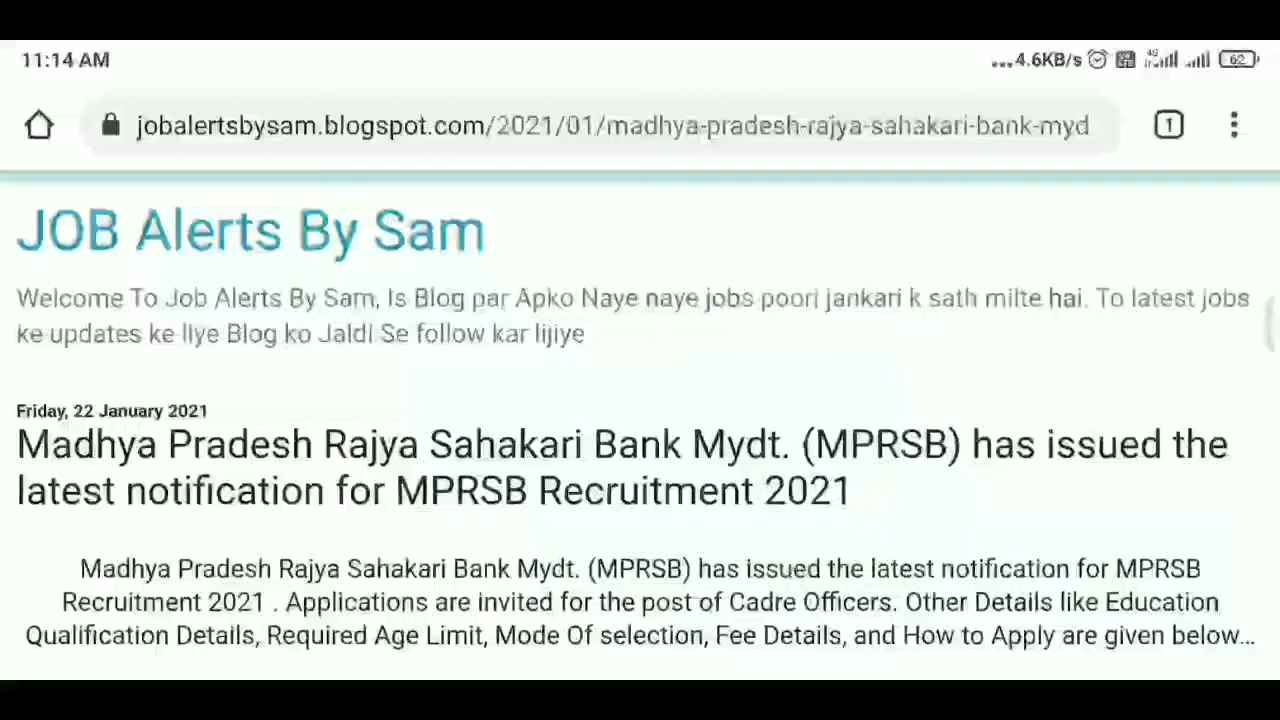 11:14 AM
...4.6KB/s 4G 62
jobalertsbysam.blogspot.com/2021/01/madhya-pradesh-rajya-sahakari-bank-myd
1
JOB Alerts By Sam
Welcome To Job Alerts By Sam, Is Blog par Apko Naye naye jobs poori jankari k sath milte hai. To latest jobs
ke updates ke liye Blog ko Jaldi Se follow kar lijiye
Friday, 22 January 2021
Madhya Pradesh Rajya Sahakari Bank Mydt. (MPRSB) has issued the
latest notification for MPRSB Recruitment 2021
Madhya Pradesh Rajya Sahakari Bank Mydt. (MPRSB) has issued the latest notification for MPRSB
Recruitment 2021 . Applications are invited for the post of Cadre Officers. Other Details like Education
Qualification Details, Required Age Limit, Mode Of selection, Fee Details, and How to Apply are given below...